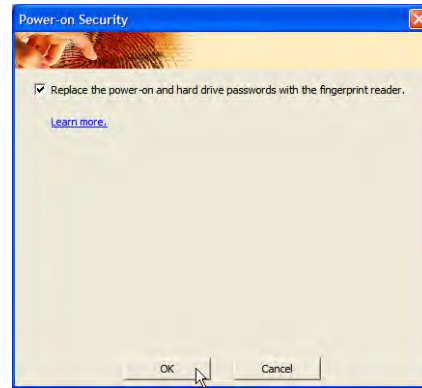 Power-on Security
Replace the power-on and hard drive passwords with the fingerprint reader.
Learn more.
OK
Cancel